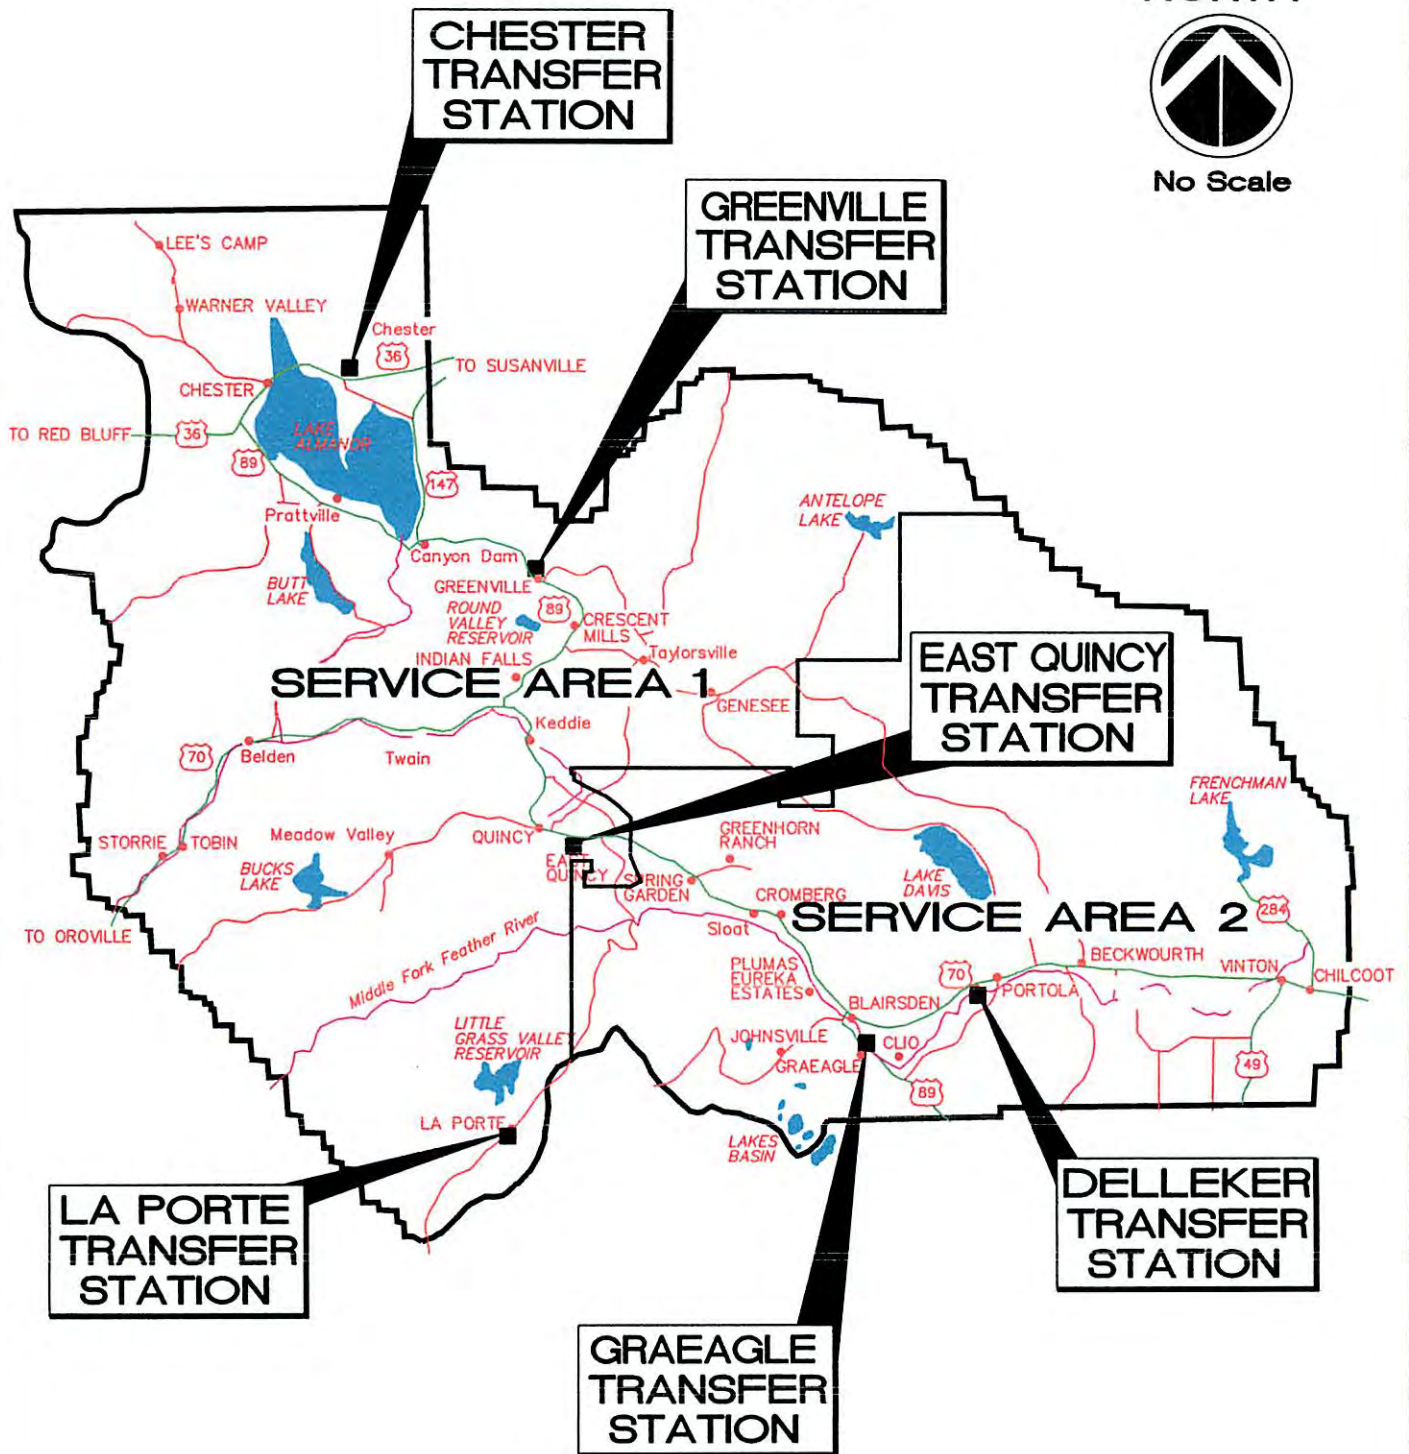 CHESTER
TRANSFER
STATION
No Scale
GREENVILLE
TRANSFER
STATION
LEE'S CAMP
WARNER VALLEY
Chester
36
TO SUSANVILLE
CHESTER
TO RED BLUFF
36
LAKE
ALMANOR
89
147
Prattville
ANTELOPE
LAKE
Canyon Dam
GREENVILLE
BUTT
LAKE
ROUND
VALLEY
RESERVOIR
89
CRESCENT
MILLS
INDIAN FALLS
Taylorsville
EAST QUINCY
TRANSFER
STATION
SERVICE AREA 1
GENESEE
Keddie
70
Belden
Twain
FRENCHMAN
LAKE
STORRIE
TOBIN
Meadow Valley
QUINCY
GREENHORN
RANCH
BUCKS
LAKE
EAST
QUINCY
SPRING
GARDEN
LAKE
DAVIS
CROMBERG
SERVICE AREA 2
284
TO OROVILLE
Sloat
Middle Fork Feather River
PLUMAS
EUREKA
ESTATES
70
BECKWOURTH
VINTON
CHILCOOT
PORTOLA
BLAIRSDEN
LITTLE
GRASS VALLEY
RESERVOIR
JOHNSVILLE
CLIO
GRAEAGLE
49
89
LA PORTE
LAKES
BASIN
LA PORTE
TRANSFER
STATION
DELLEKER
TRANSFER
STATION
GRAEAGLE
TRANSFER
STATION